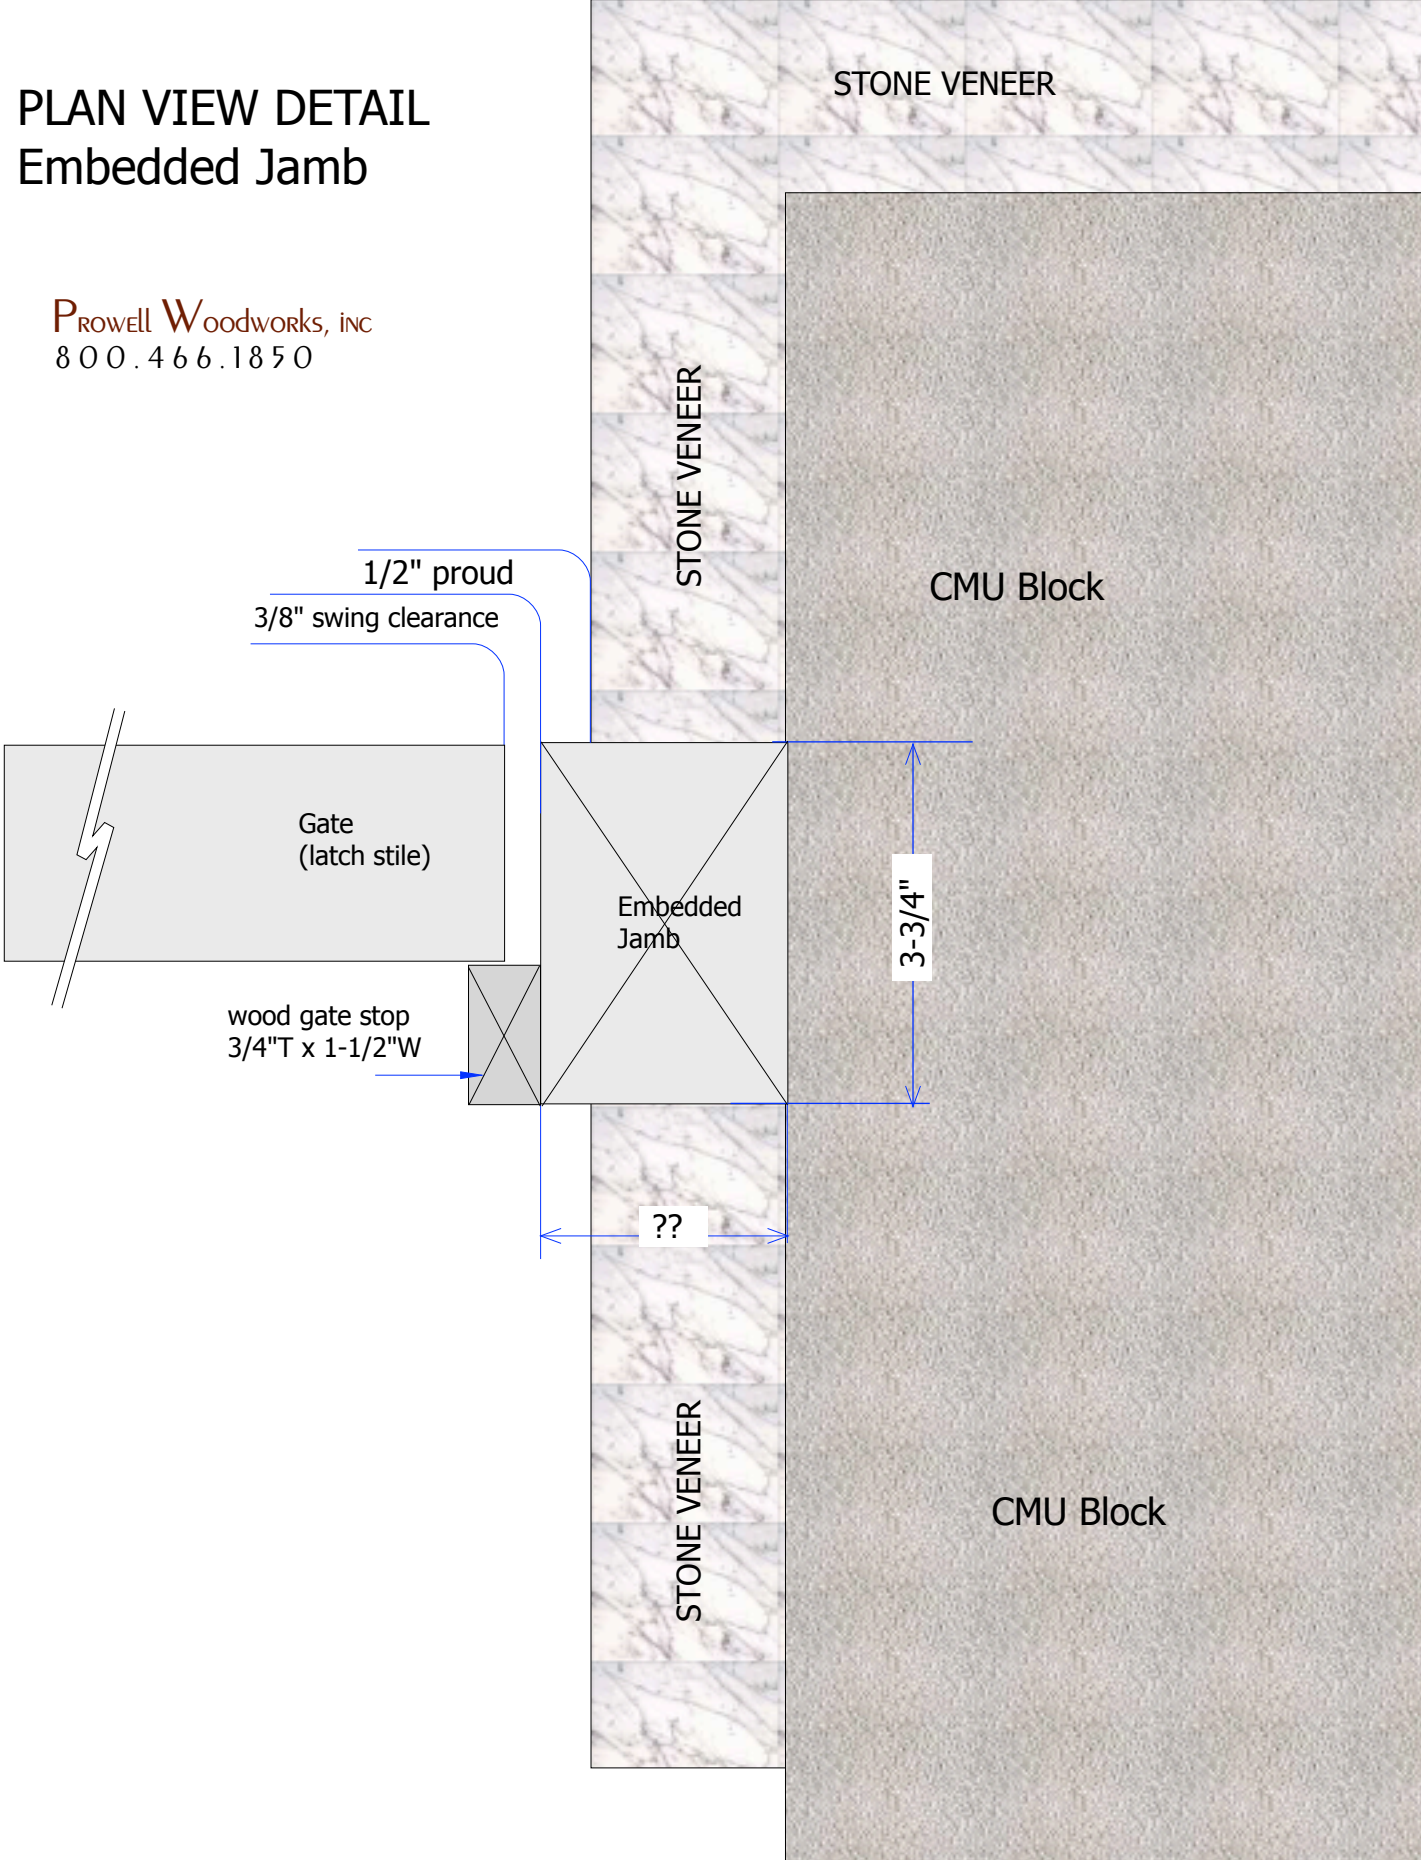 PLAN VIEW DETAIL
Embedded Jamb
Prowell Woodworks, inc
800.466.1850
STONE VENEER
STONE VENEER
CMU Block
1/2" proud
3/8" swing clearance
Gate
(latch stile)
Embedded
Jamb
3-3/4"
wood gate stop
3/4"T x 1-1/2"W
??
STONE VENEER
CMU Block